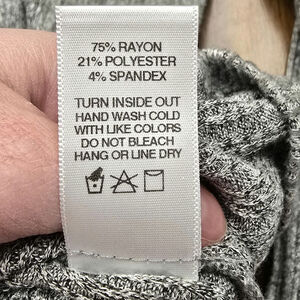 75% RAYON
21% POLYESTER
4% SPANDEX
TURN INSIDE OUT
HAND WASH COLD
WITH LIKE COLORS
DO NOT BLEACH
HANG OR LINE DRY